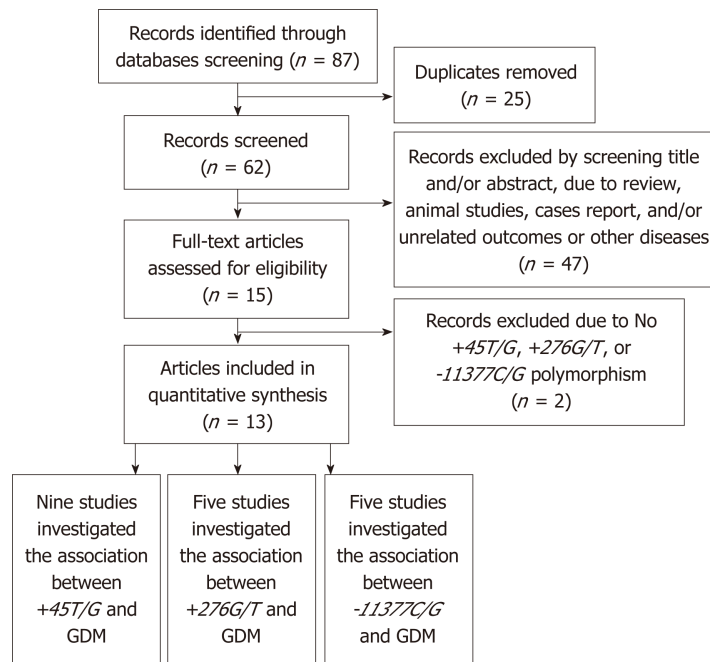 Records identified through
databases screening (n = 87)
Duplicates removed
(n = 25)
Records screened
(n = 62)
Records excluded by screening title
and/or abstract, due to review,
animal studies, cases report, and/or
unrelated outcomes or other diseases
(n = 47)
Full-text articles
assessed for eligibility
(n = 15)
Records excluded due to No
+45T/G, +276G/T, or
-11377C/G polymorphism
(n = 2)
Articles included in
quantitative synthesis
(n = 13)
Nine studies
investigated
the association
between
+45T/G and
GDM
Five studies
investigated
the association
between
+276G/T and
GDM
Five studies
investigated
the association
between
-11377C/G
and GDM